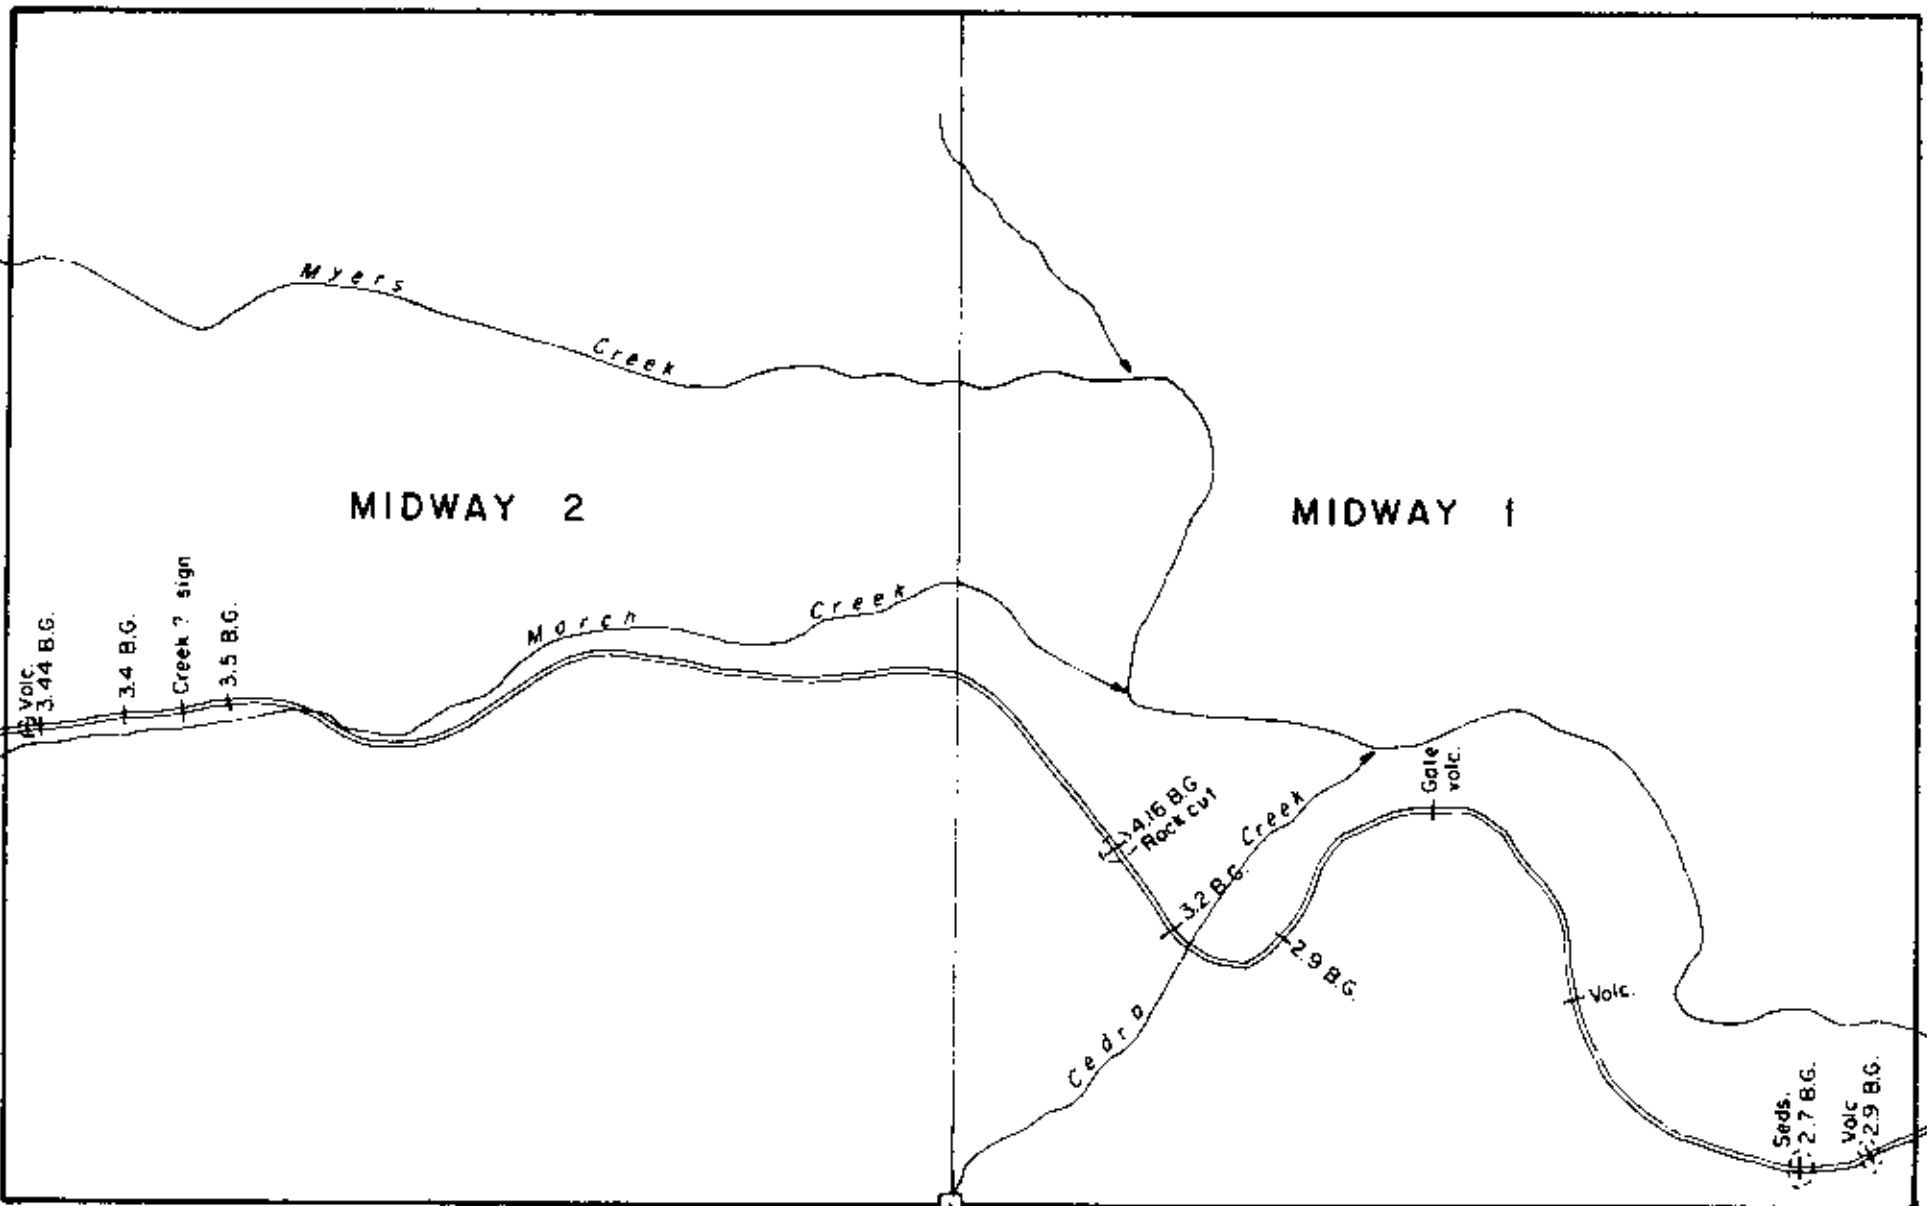 Myers
Creek
MIDWAY 2
MIDWAY 1
Volc.
3.44 B.G.
3.4 B.G.
Creek ? sign
3.5 B.G.
March
Creek
4.16 B.G
Rock cut
3.2 B.G.
Creek
Cedro
2.9 B.G.
Gate
volc.
Volc.
Seds.
2.7 B.G.
Volc
2.9 B.G.